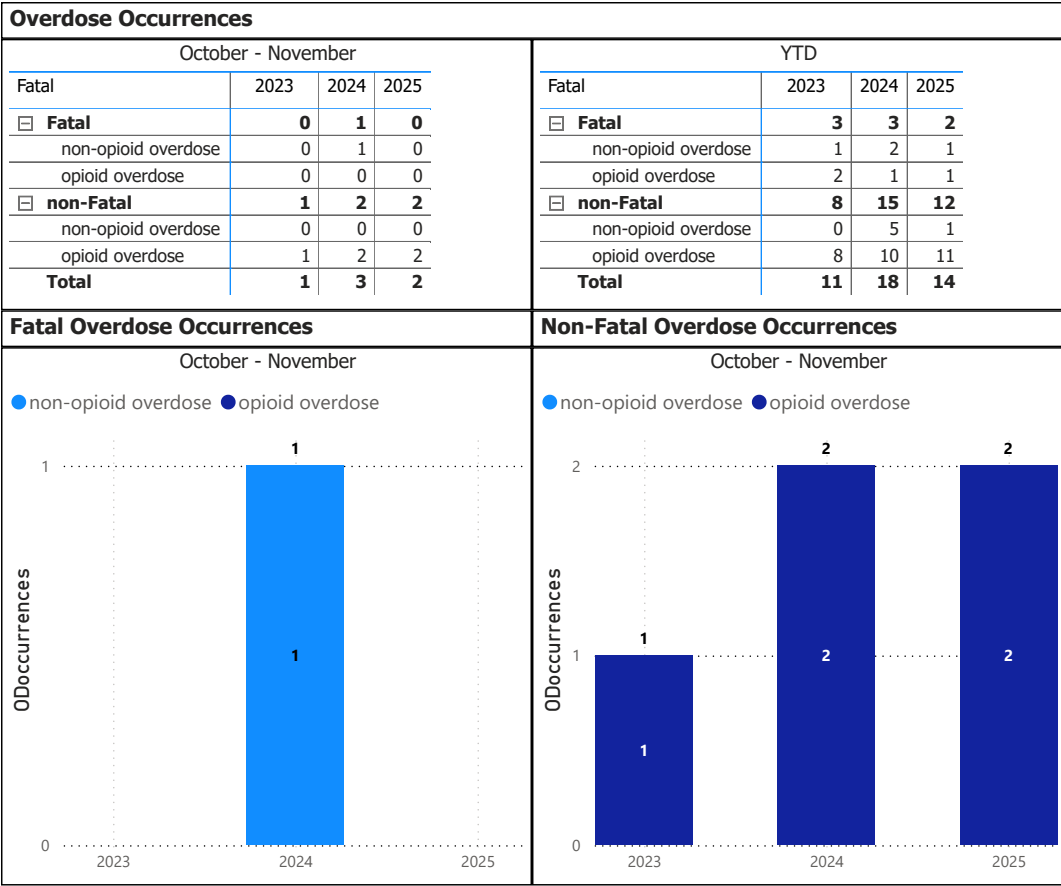 Overdose Occurrences
October - November
Fatal 2023 2024 2025
Fatal 0 1 0
non-opioid overdose 0 1 0
opioid overdose 0 0 0
non-Fatal 1 2 2
non-opioid overdose 0 0 0
opioid overdose 1 2 2
Total 1 3 2
YTD
Fatal 2023 2024 2025
Fatal 3 3 2
non-opioid overdose 1 2 1
opioid overdose 2 1 1
non-Fatal 8 15 12
non-opioid overdose 0 5 1
opioid overdose 8 10 11
Total 11 18 14
Fatal Overdose Occurrences
October - November
non-opioid overdose opioid overdose
1
1
ODoccurrences
1
0
2023 2024 2025
Non-Fatal Overdose Occurrences
October - November
non-opioid overdose opioid overdose
2 2
2
ODoccurrences
1
1
2 2
1
0
2023 2024 2025